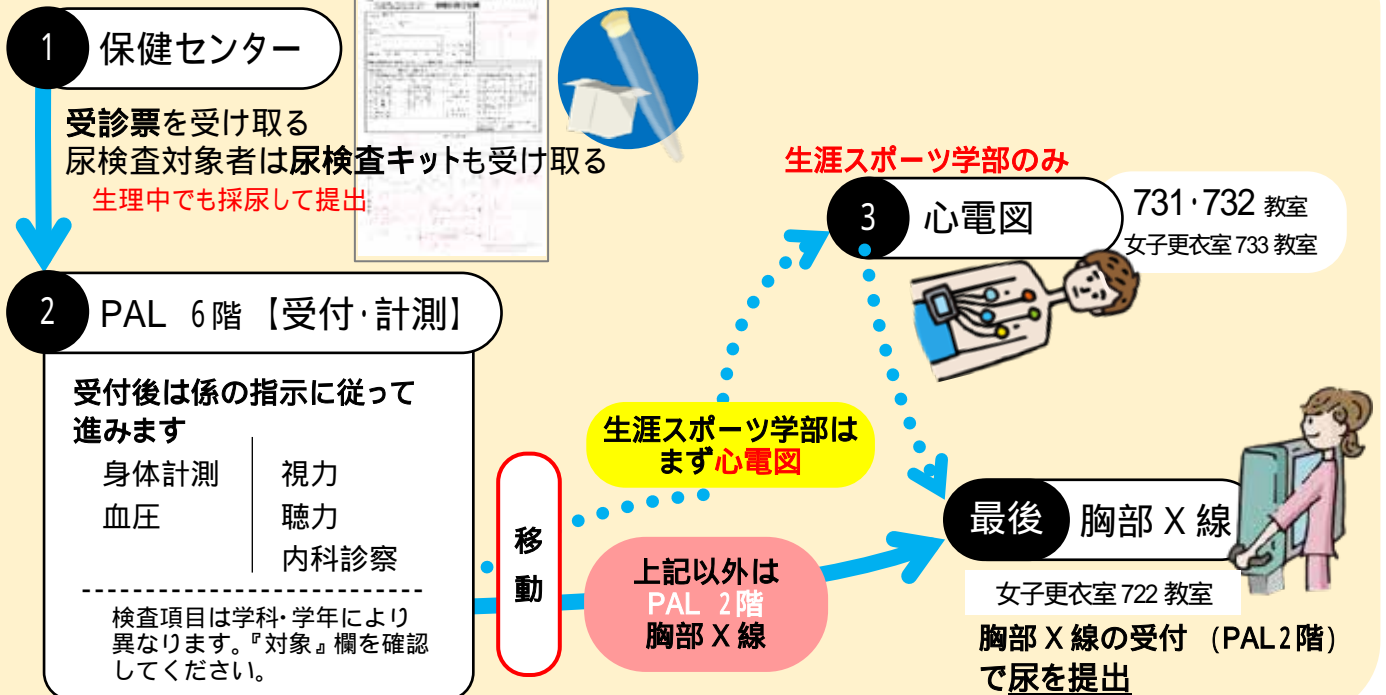 1 保健センター
受診票を受け取る
尿検査対象者は尿検査キットも受け取る
生理中でも採尿して提出
2 PAL 6階【受付・計測】
受付後は係の指示に従って
進みます
身体計測
血圧
視力
聴力
内科診察
検査項目は学科・学年により
異なります。『対象』欄を確認
してください。
移動
生涯スポーツ学部は
まず心電図
上記以外は
PAL 2階
胸部X線
生涯スポーツ学部のみ
3 心電図
731・732 教室
女子更衣室733教室
最後 胸部X線
女子更衣室722教室
胸部X線の受付 (PAL2階)
で尿を提出